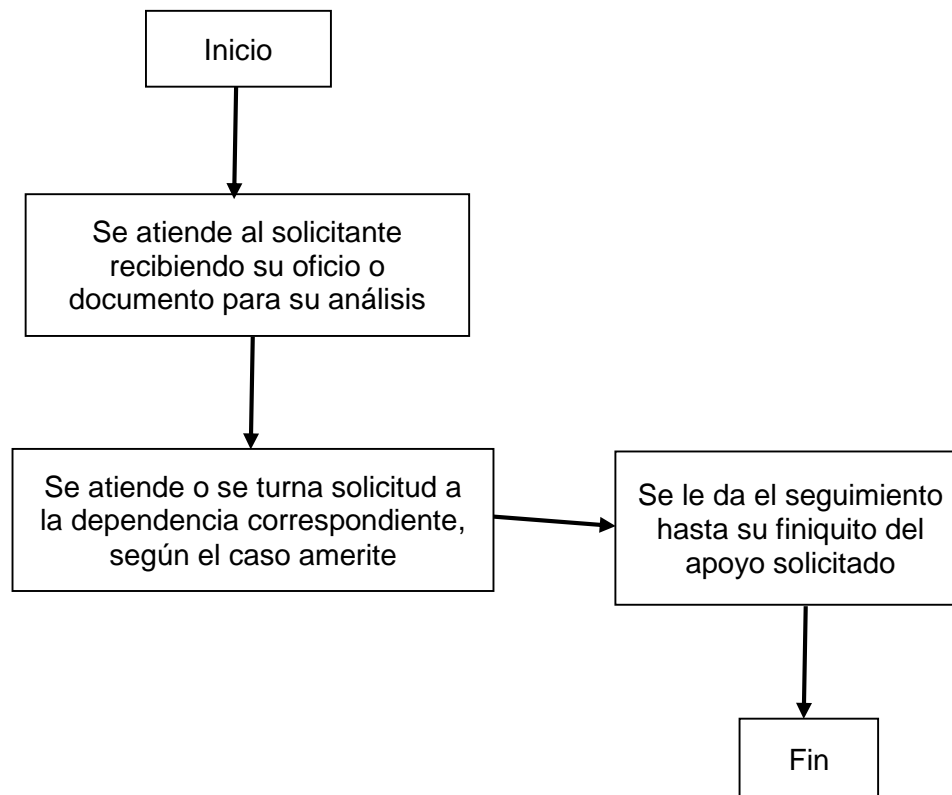 Inicio
Se atiende al solicitante
recibiendo su oficio o
documento para su análisis
Se atiende o se turna solicitud a
la dependencia correspondiente,
según el caso amerite
Se le da el seguimiento
hasta su finiquito del
apoyo solicitado
Fin